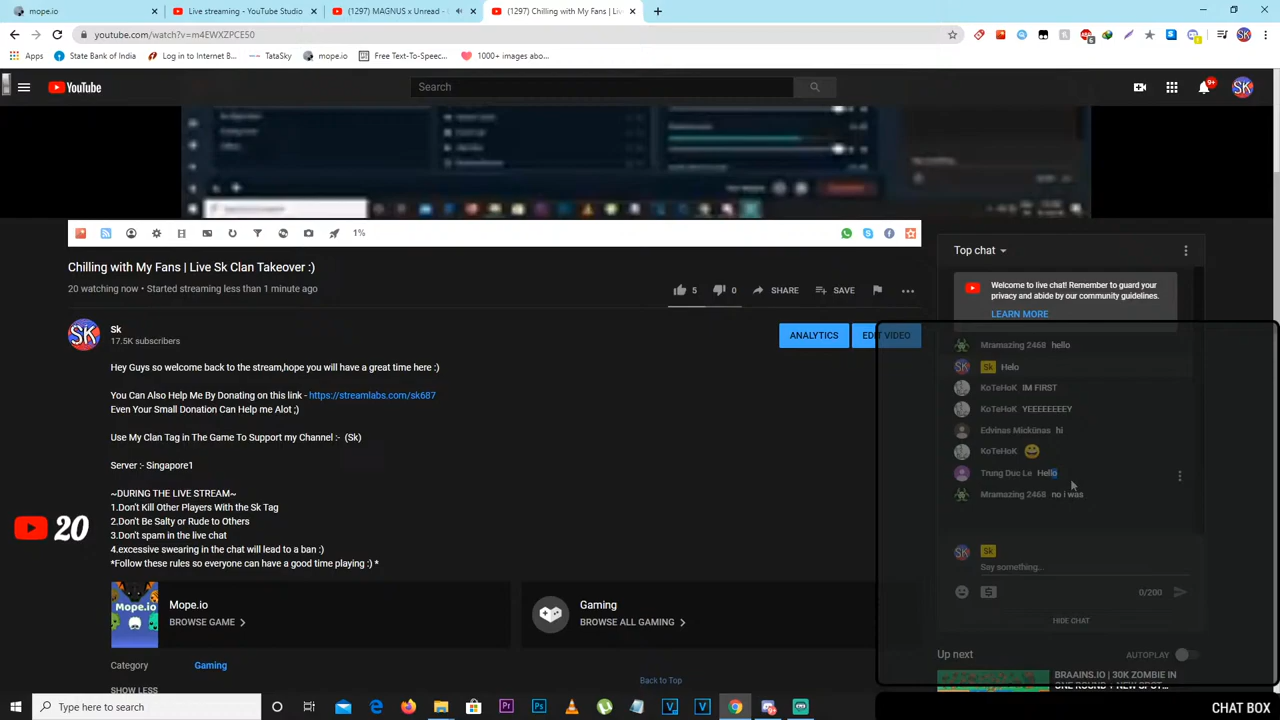 mope.io
Live streaming - YouTube Studio
(1297) MAGNUS x Unread -
(1297) Chilling with My Fans | Live
youtube.com/watch?v=m4EWXZPCE50
Apps
State Bank of India
Log in to Internet B...
TataSky
mope.io
Free Text-To-Speec...
1000+ images abo...
YouTube
Search
9+
SK
1%
Chilling with My Fans | Live Sk Clan Takeover :)
20 watching now • Started streaming less than 1 minute ago
5
0
SHARE
SAVE
SK
Sk
17.5K subscribers
ANALYTICS
EDIT VIDEO
Hey Guys so welcome back to the stream,hope you will have a great time here :)
You Can Also Help Me By Donating on this link - https://streamlabs.com/sk687
Even Your Small Donation Can Help me Alot ;)
Use My Clan Tag in The Game To Support my Channel :- (Sk)
Server :- Singapore1
~DURING THE LIVE STREAM~
1.Don't Kill Other Players With the Sk Tag
2.Don't Be Salty or Rude to Others
3.Don't spam in the live chat
4.excessive swearing in the chat will lead to a ban :)
*Follow these rules so everyone can have a good time playing :) *
20
Mope.io
Mope.io
BROWSE GAME
Gaming
BROWSE ALL GAMING
Category
Gaming
SHOW LESS
Back to Top
Top chat
Welcome to live chat! Remember to guard your
privacy and abide by our community guidelines.
LEARN MORE
Mramazing 2468 hello
Sk Helo
KoTeHoK IM FIRST
KoTeHoK YEEEEEEEY
Edvinas Mickūnas hi
KoTeHoK 😀
Trung Duc Le Hello
Mramazing 2468 no i was
Sk
Say something...
0/200
HIDE CHAT
Up next
AUTOPLAY
BRAAINS.IO | 30K ZOMBIE IN
ONE ROUND + NEW SPOT...
Type here to search
CHAT BOX